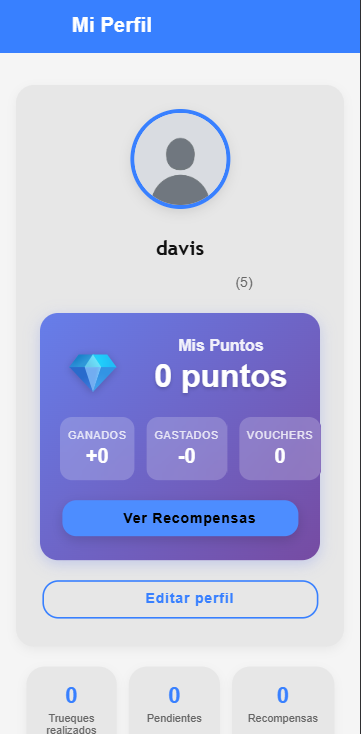 Mi Perfil
davis
(5)
Mis Puntos
0 puntos
GANADOS GASTADOS VOUCHERS
+0 -0 0
Ver Recompensas
Editar perfil
0 0 0
Trueques realizados Pendientes Recompensas